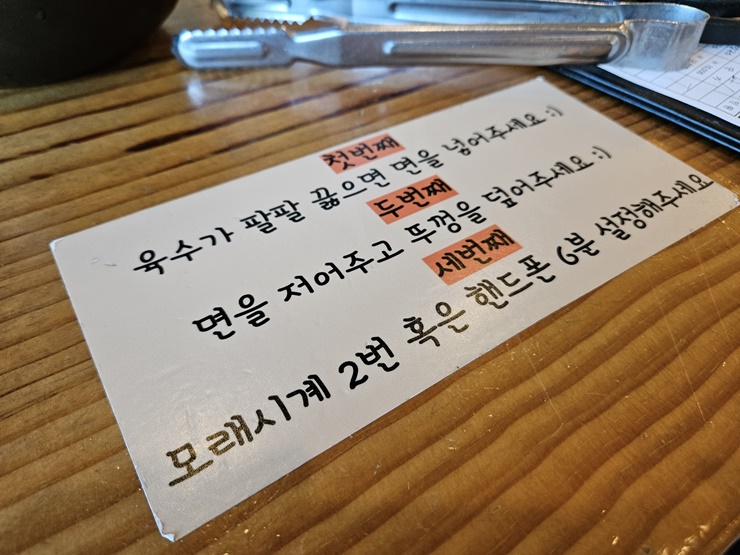 첫번째
육수가 팔팔 끓으면 면을 넣어주세요 :)
두번째
면을 저어주고 뚜껑을 덮어주세요 :)
세번째
모래시계 2번 혹은 핸드폰 6분 설정해주세요